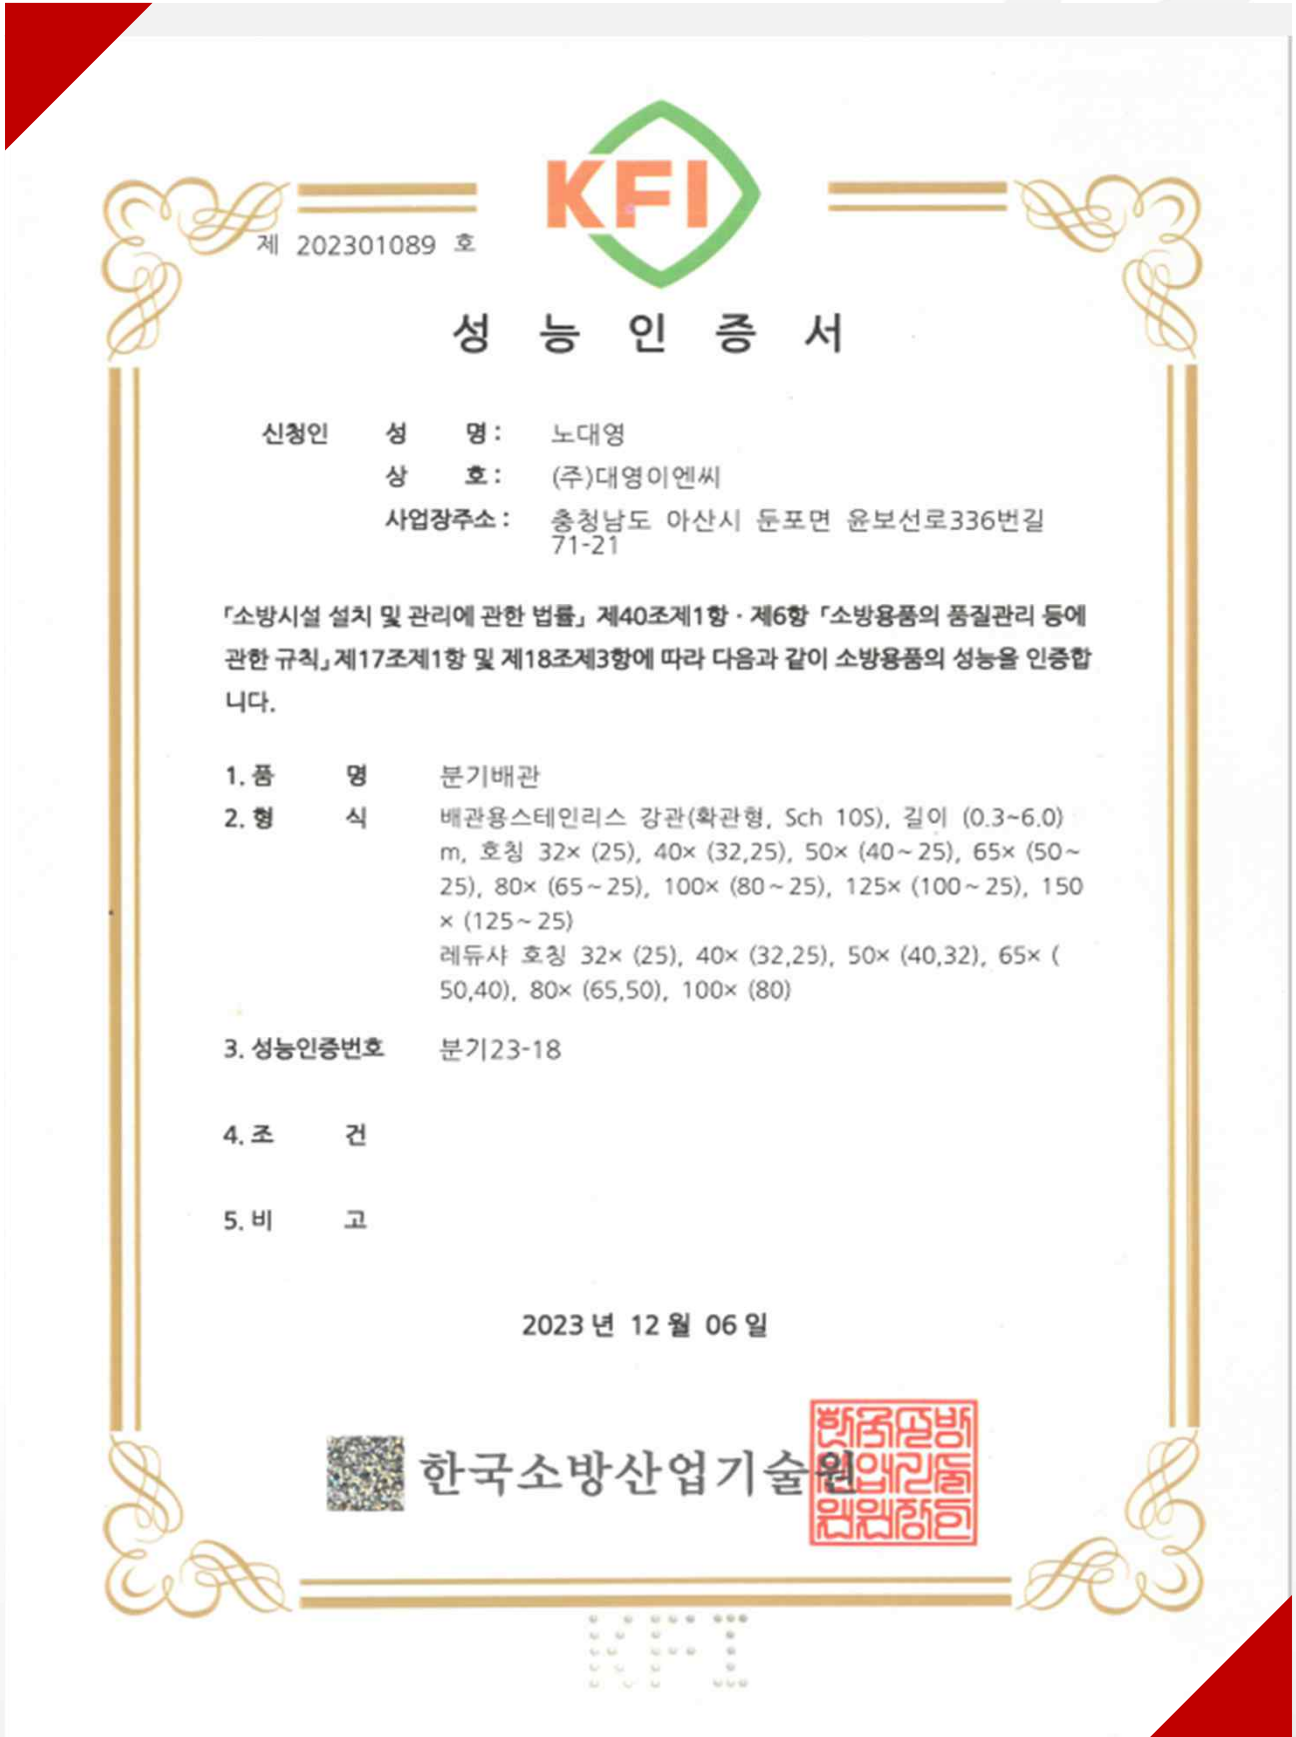 KFI
제 202301089 호
성 능 인 증 서
신청인 성 명 : 노대영
상 호 : (주)대영이엔씨
사업장주소 : 충청남도 아산시 둔포면 윤보선로336번길
71-21
「소방시설 설치 및 관리에 관한 법률」 제40조제1항 · 제6항 「소방용품의 품질관리 등에
관한 규칙」 제17조제1항 및 제18조제3항에 따라 다음과 같이 소방용품의 성능을 인증합
니다.
1. 품 명 분기배관
2. 형 식 배관용스테인리스 강관(확관형, Sch 10S), 길이 (0.3~6.0)
m, 호칭 32× (25), 40× (32,25), 50× (40~25), 65× (50~
25), 80× (65~25), 100× (80~25), 125× (100~25), 150
× (125~25)
레듀샤 호칭 32× (25), 40× (32,25), 50× (40,32), 65× (
50,40), 80× (65,50), 100× (80)
3. 성능인증번호 분기23-18
4. 조 건
5. 비 고
2023 년 12 월 06 일
한국소방산업기술원
KFI